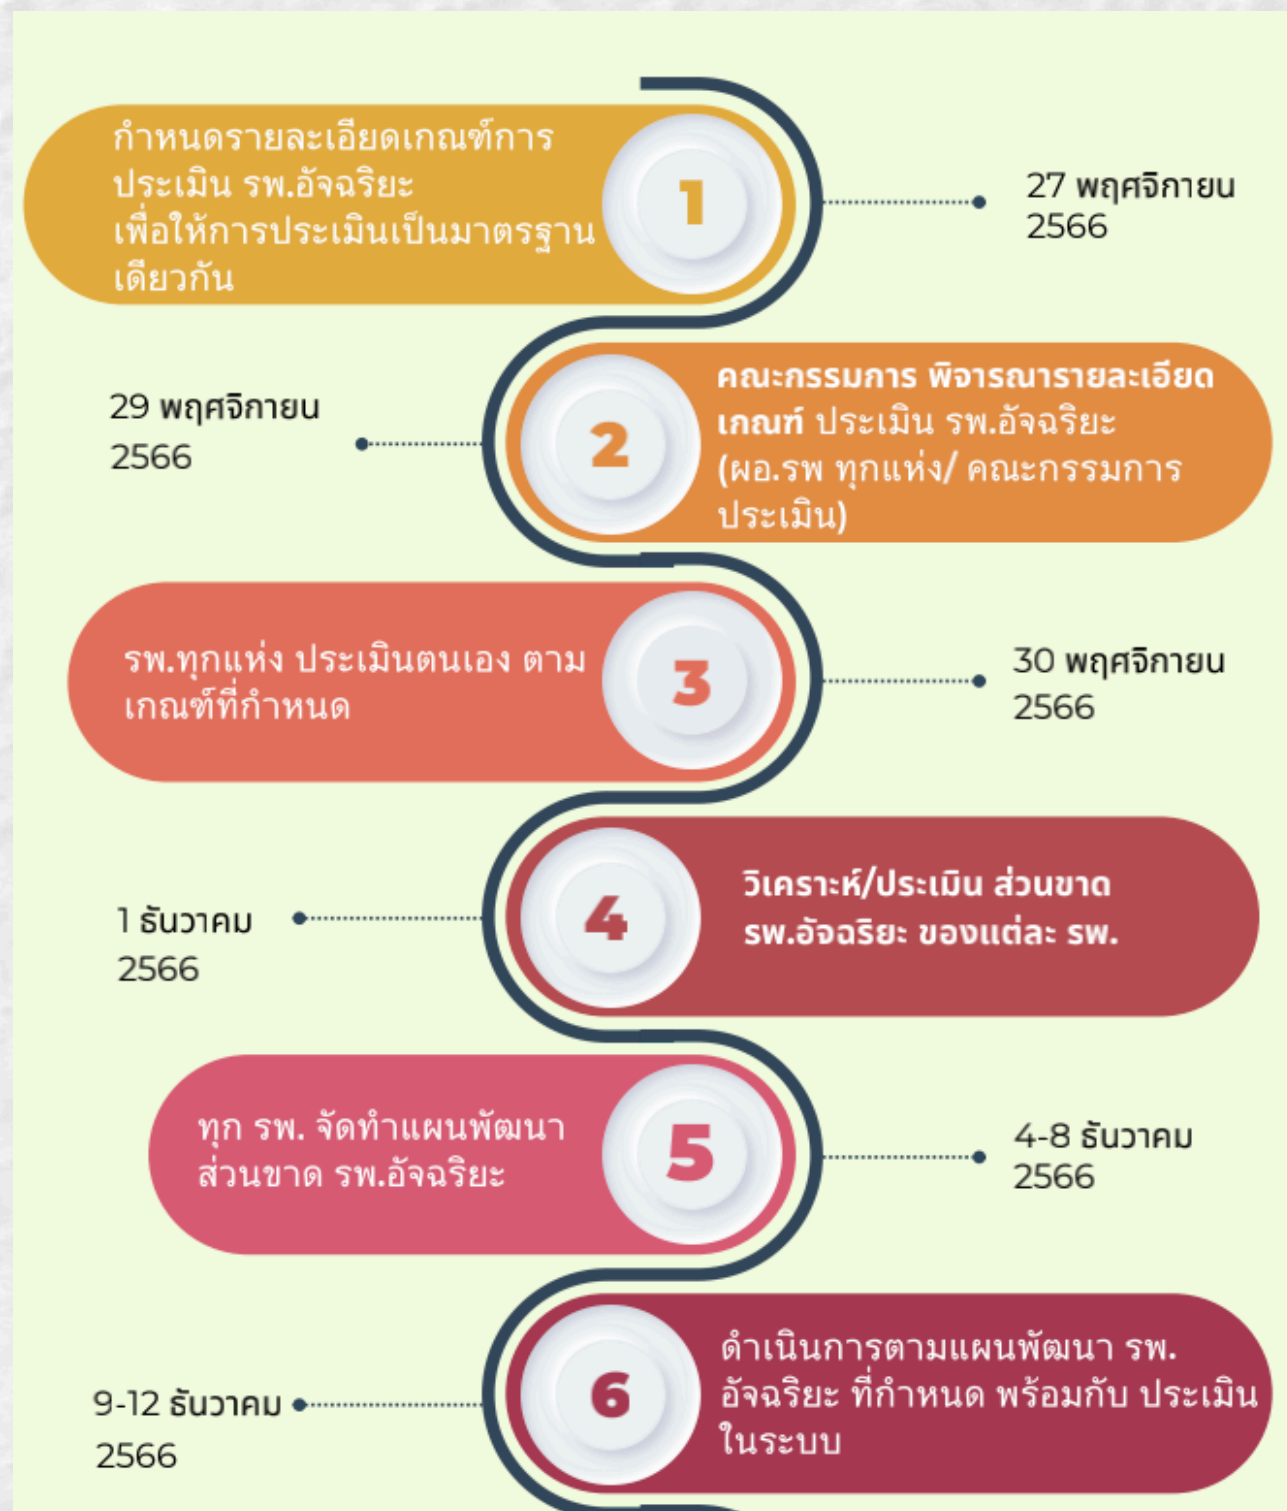 กำหนดรายละเอียดเกณฑ์การ
ประเมิน รพ.อัจฉริยะ
เพื่อให้การประเมินเป็นมาตรฐาน
เดียวกัน
1
27 พฤศจิกายน
2566
29 พฤศจิกายน
2566
2
คณะกรรมการ พิจารณารายละเอียด
เกณฑ์ ประเมิน รพ.อัจฉริยะ
(ผอ.รพ ทุกแห่ง/ คณะกรรมการ
ประเมิน)
รพ.ทุกแห่ง ประเมินตนเอง ตาม
เกณฑ์ที่กำหนด
3
30 พฤศจิกายน
2566
1 ธันวาคม
2566
4
วิเคราะห์/ประเมิน ส่วนขาด
รพ.อัจฉริยะ ของแต่ละ รพ.
ทุก รพ. จัดทำแผนพัฒนา
ส่วนขาด รพ.อัจฉริยะ
5
4-8 ธันวาคม
2566
9-12 ธันวาคม
2566
6
ดำเนินการตามแผนพัฒนา รพ.
อัจฉริยะ ที่กำหนด พร้อมกับ ประเมิน
ในระบบ